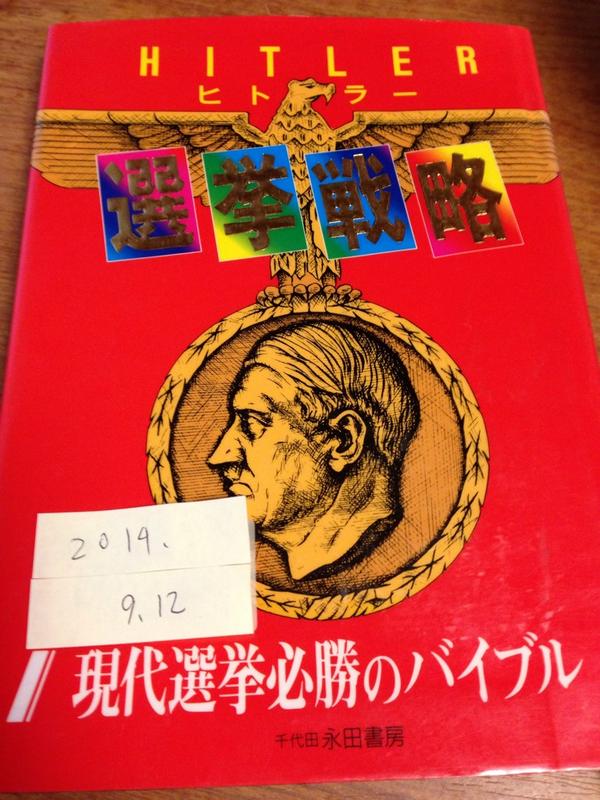 HITLER
ヒトラー
選挙戦略
2014.
9.12
現代選挙必勝のバイブル
千代田 永田書房